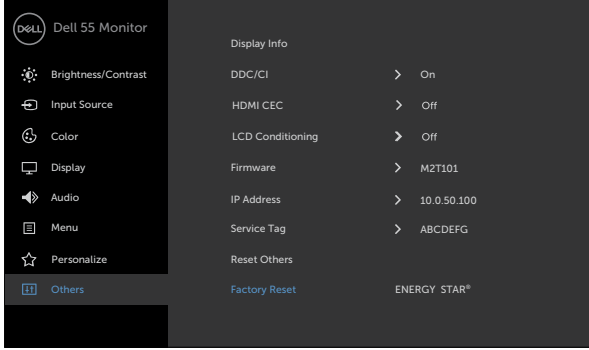 DELL Dell 55 Monitor
Display Info
Brightness/Contrast DDC/CI On
Input Source HDMI CEC Off
Color LCD Conditioning Off
Display Firmware M2T101
Audio IP Address 10.0.50.100
Menu Service Tag ABCDEFG
Personalize Reset Others
Others Factory Reset ENERGY STAR®